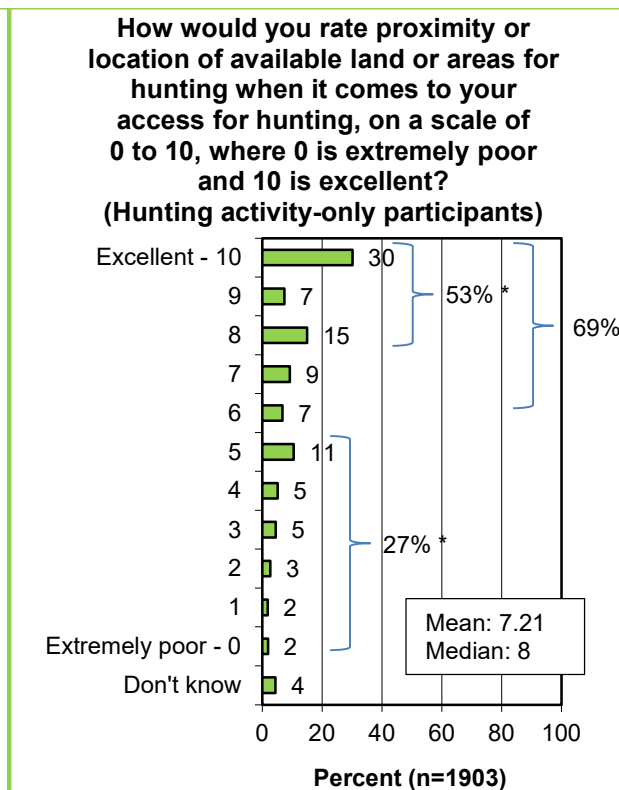 How would you rate proximity or
location of available land or areas for
hunting when it comes to your
access for hunting, on a scale of
0 to 10, where 0 is extremely poor
and 10 is excellent?
(Hunting activity-only participants)
Excellent - 10 30
9 7
53% *
8 15
69%
7 9
6 7
5 11
4 5
3 5
27% *
2 3
1 2
Mean: 7.21
Median: 8
Extremely poor - 0 2
Don't know 4
0 20 40 60 80 100
Percent (n=1903)